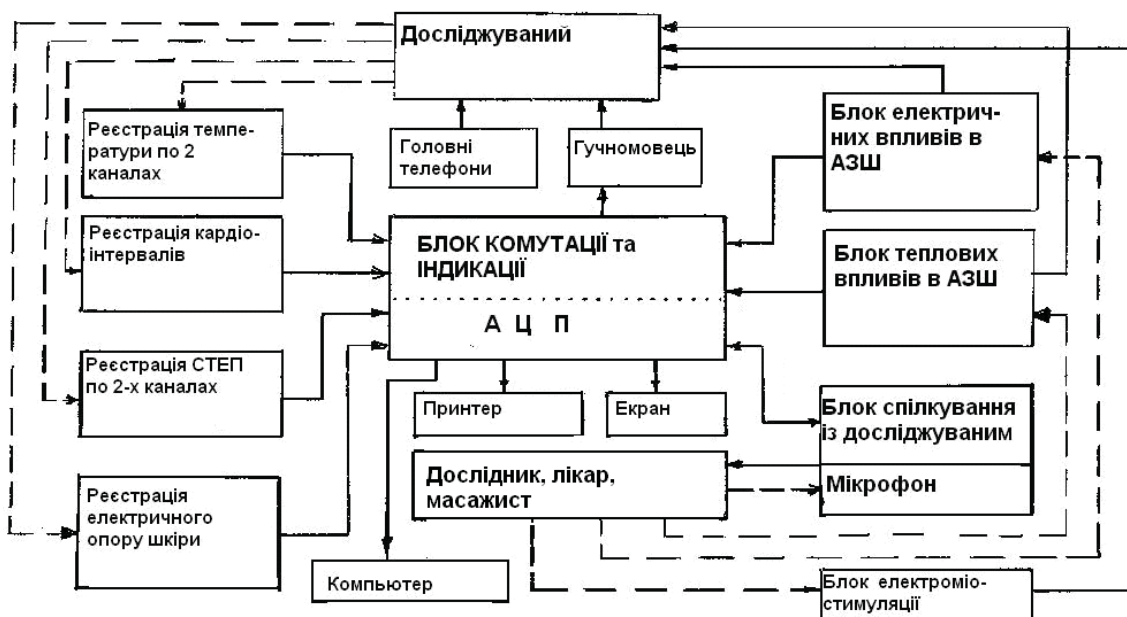 Досліджуваний
Реєстрація темпе-
ратури по 2
каналах
Головні
телефони
Гучномовець
Блок електрич-
них впливів в
АЗШ
Реєстрація кардіо-
інтервалів
БЛОК КОМУТАЦІЇ та
ІНДИКАЦІЇ
А Ц П
Блок теплових
впливів в АЗШ
Реєстрація СТЕП
по 2-х каналах
Принтер
Екран
Блок спілкування
із досліджуваним
Мікрофон
Дослідник, лікар,
масажист
Реєстрація
електричного
опору шкіри
Компьютер
Блок електроміо-
стимуляції